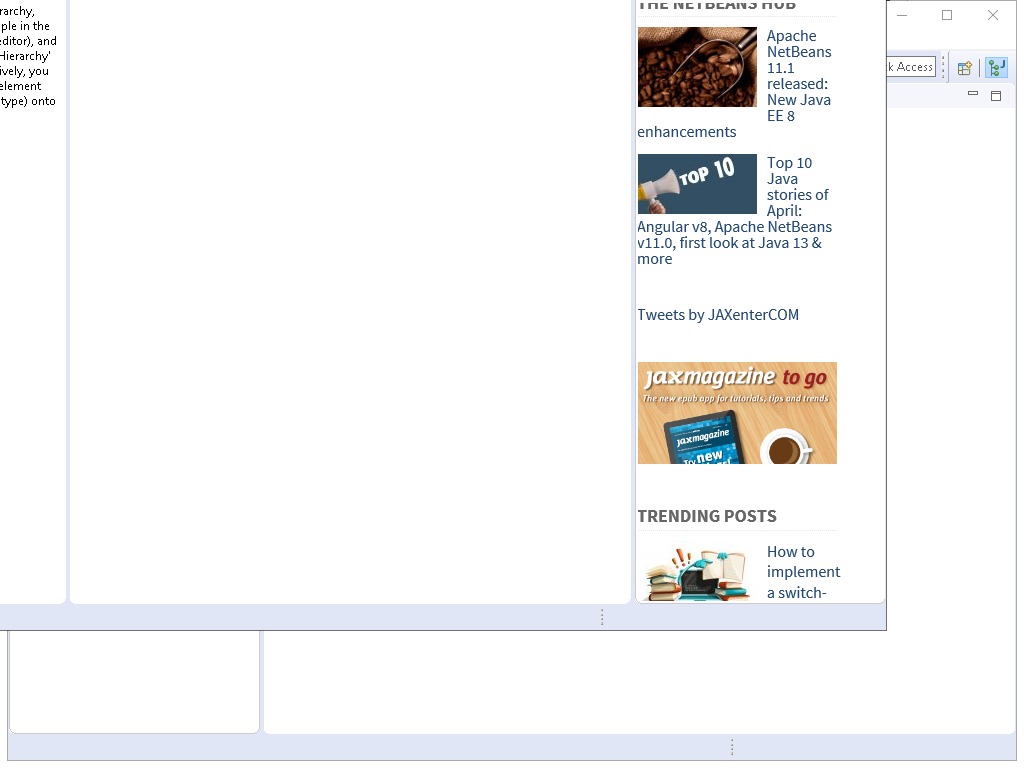 rarchy,
ple in the
editor), and
Hierarchy'
ively, you
element
type) onto
THE NETBEANS HUB
Apache
NetBeans
11.1
released:
New Java
EE 8
enhancements
TOP 10
Top 10
Java
stories of
April:
Angular v8, Apache NetBeans
v11.0, first look at Java 13 &
more
Tweets by JAXenterCOM
jaxmagazine to go
The new epub app for tutorials, tips and trends
jaxmagazine
Try new
TRENDING POSTS
How to
implement
a switch-
k Access